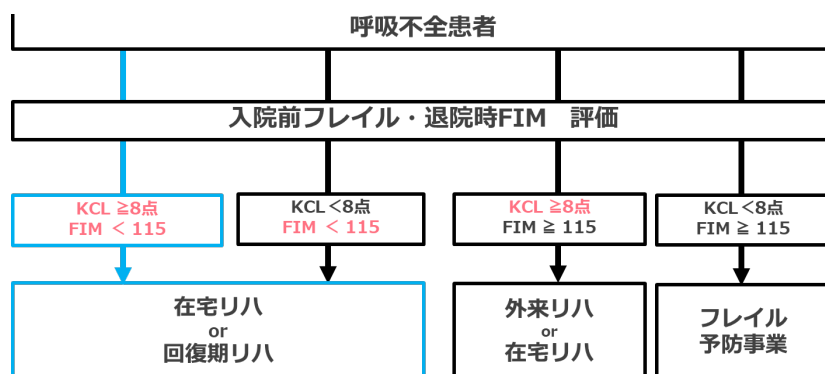 呼吸不全患者
入院前フレイル・退院時FIM　評価
KCL ≧8点
FIM < 115
KCL <8点
FIM < 115
KCL ≧8点
FIM ≧ 115
KCL <8点
FIM ≧ 115
在宅リハ
or
回復期リハ
外来リハ
or
在宅リハ
フレイル
予防事業